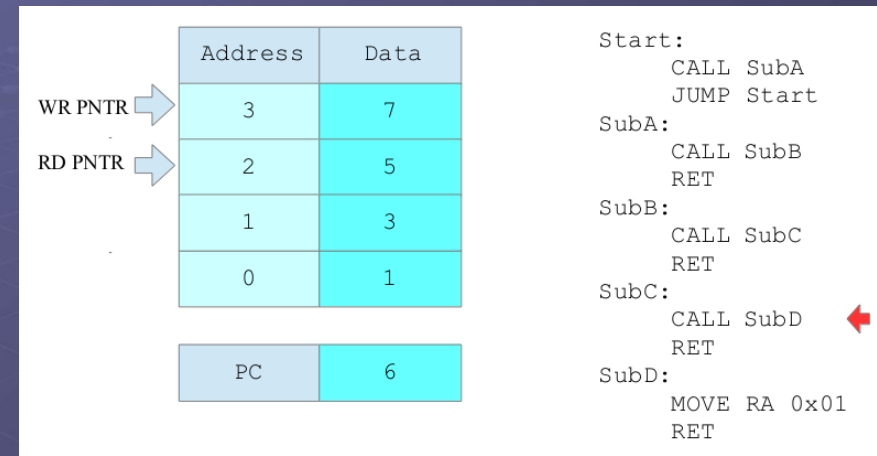 Address Data
WR PNTR 3 7
RD PNTR 2 5
1 3
0 1
PC 6
Start:
CALL SubA
JUMP Start
SubA:
CALL SubB
RET
SubB:
CALL SubC
RET
SubC:
CALL SubD
RET
SubD:
MOVE RA 0x01
RET